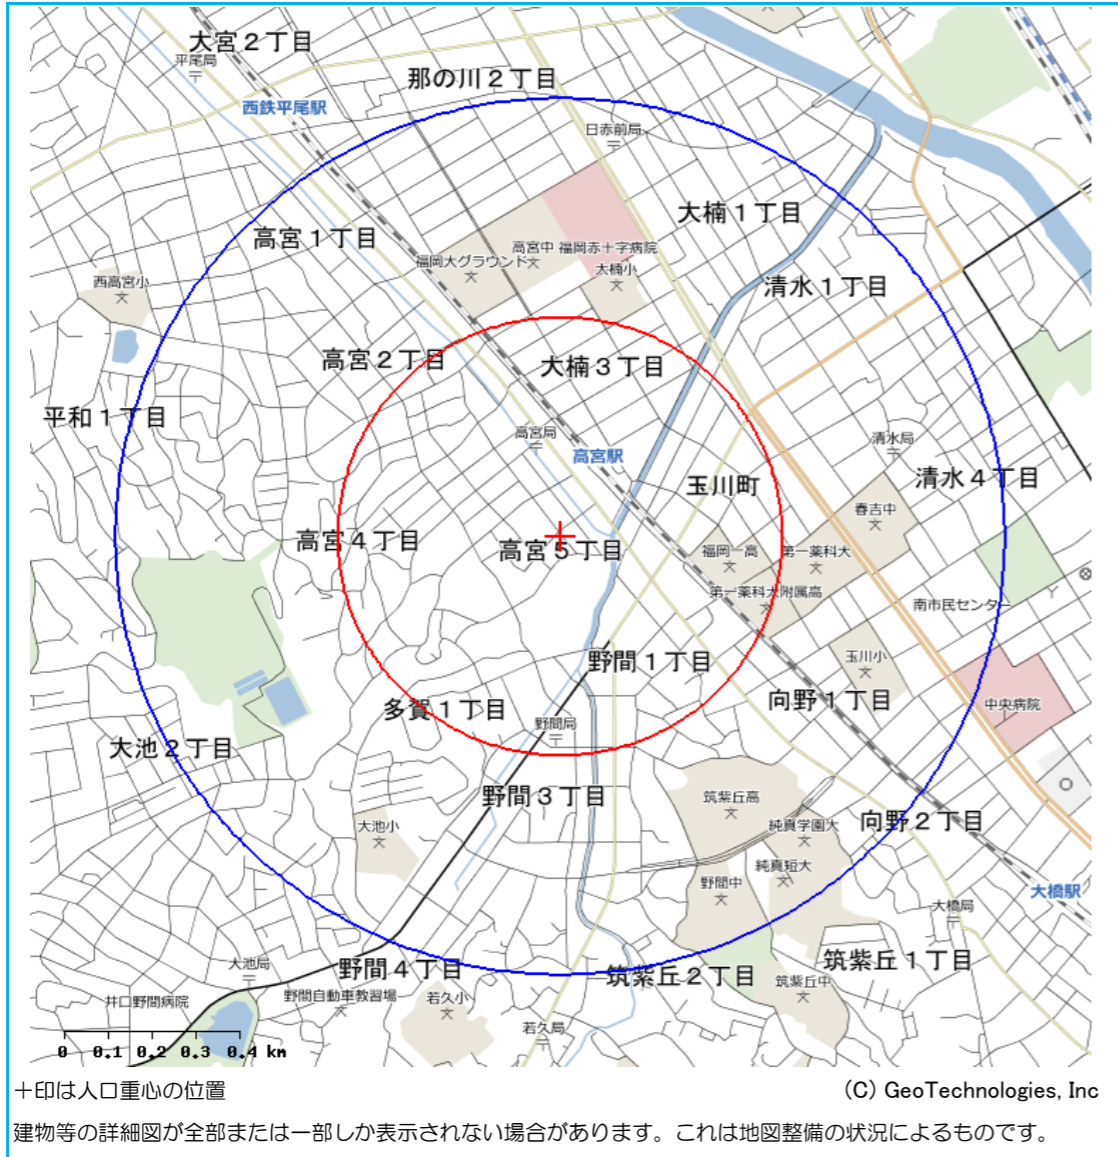 大宮２丁目
平尾局
那の川２丁目
西鉄平尾駅
日赤前局
大楠１丁目
高宮１丁目
高宮中
福岡赤十字病院
福岡大グラウンド
大楠小
西高宮小
清水１丁目
高宮２丁目
大楠３丁目
平和１丁目
高宮局
高宮駅
清水局
玉川町
清水４丁目
春吉中
高宮４丁目
高宮５丁目
福岡一高
第一薬科大
第一薬科大附属高
南市民センター
野間１丁目
玉川小
多賀１丁目
向野１丁目
中央病院
野間局
大池２丁目
野間３丁目
筑紫丘高
大池小
純真学園大
向野２丁目
純真短大
野間中
大橋駅
大橋局
大池局
野間４丁目
筑紫丘２丁目
筑紫丘１丁目
井口野間病院
野間自動車教習場
若久小
筑紫丘中
若久局
0 0.1 0.2 0.3 0.4 km
＋印は人口重心の位置
(C) GeoTechnologies, Inc
建物等の詳細図が全部または一部しか表示されない場合があります。これは地図整備の状況によるものです。